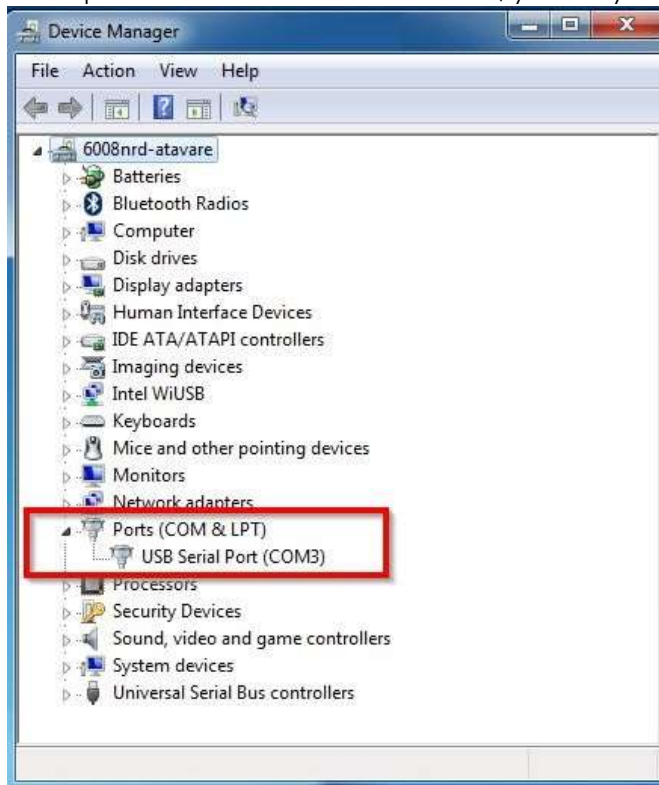 Device Manager
File Action View Help
6008nrd-atavare
Batteries
Bluetooth Radios
Computer
Disk drives
Display adapters
Human Interface Devices
IDE ATA/ATAPI controllers
Imaging devices
Intel WiUSB
Keyboards
Mice and other pointing devices
Monitors
Network adapters
Ports (COM & LPT)
USB Serial Port (COM3)
Processors
Security Devices
Sound, video and game controllers
System devices
Universal Serial Bus controllers